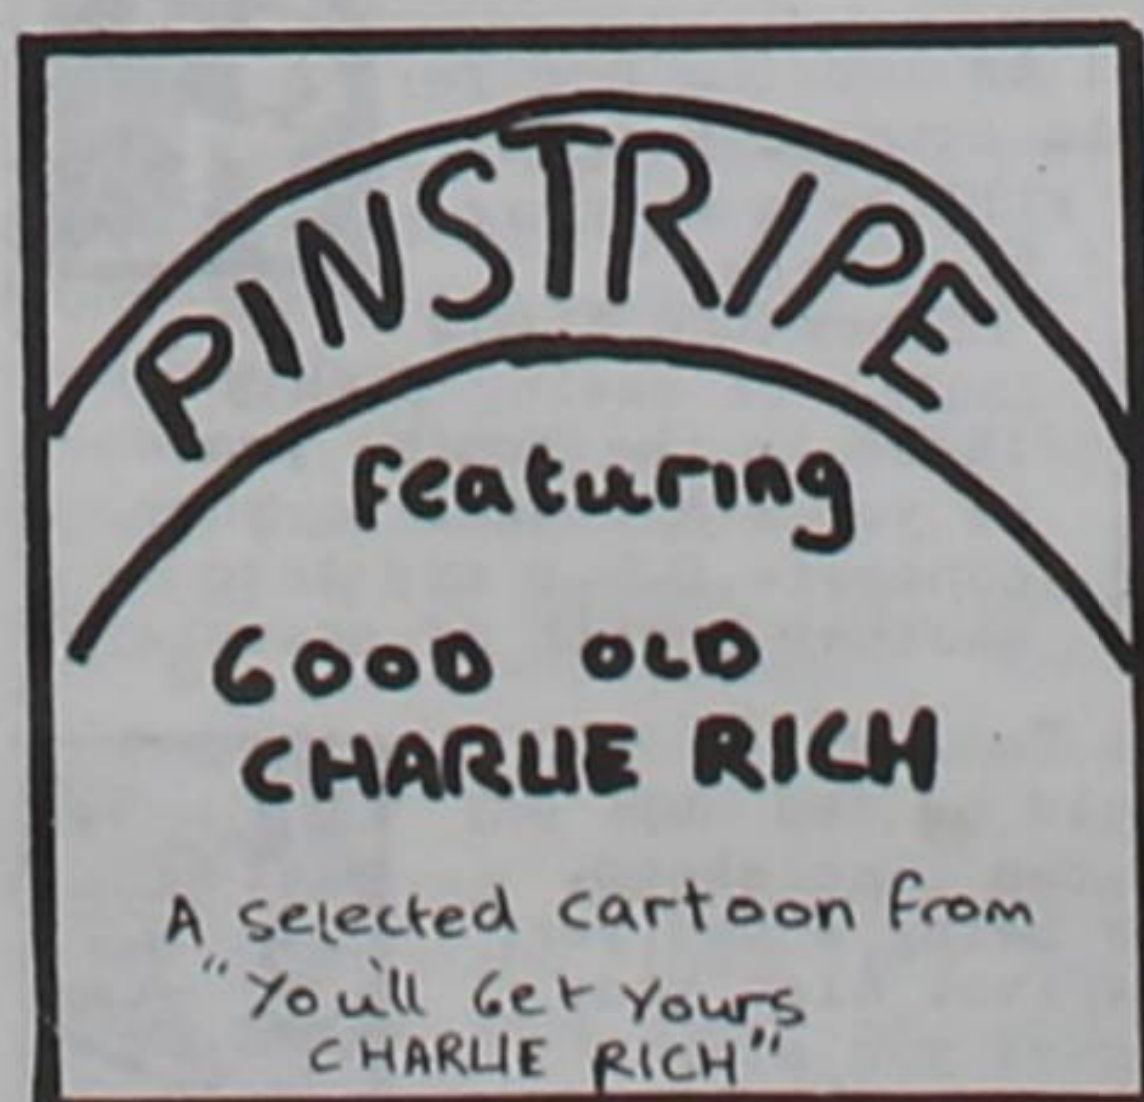 PINSTRIPE
featuring
GOOD OLD
CHARLIE RICH
A selected cartoon from
"You'll Get Yours
CHARLIE RICH"